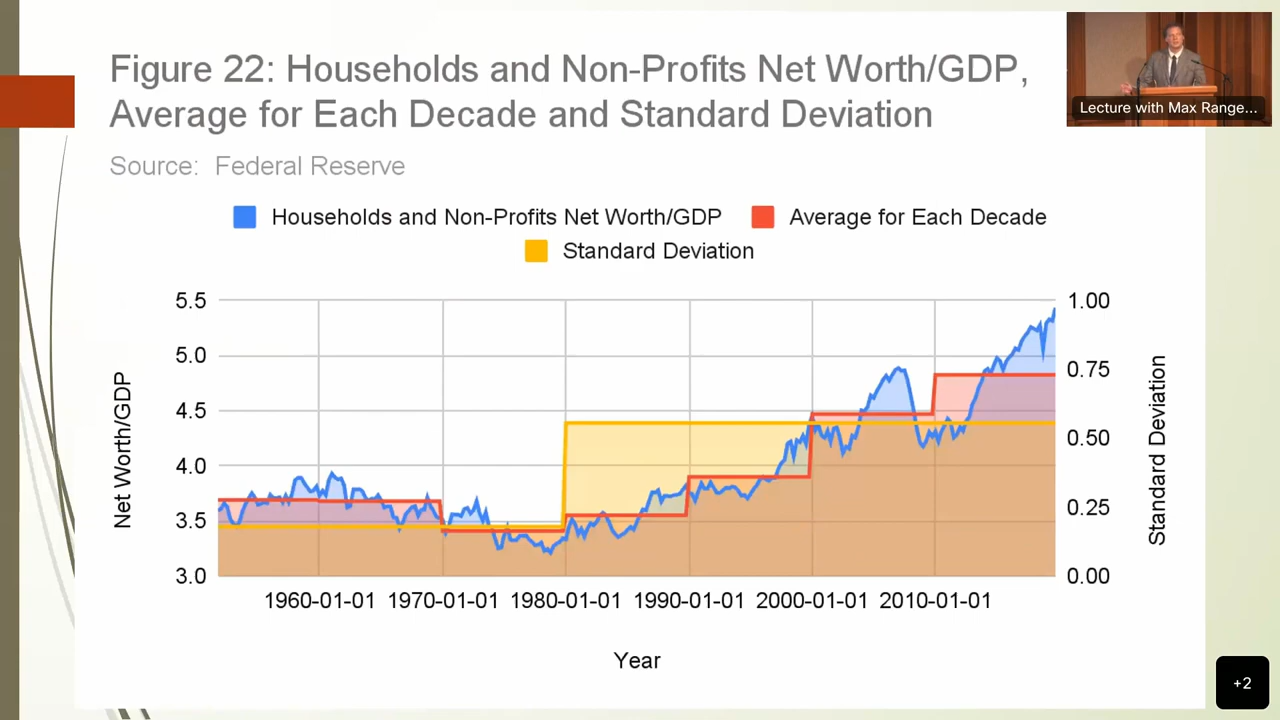 Figure 22: Households and Non-Profits Net Worth/GDP,
Average for Each Decade and Standard Deviation
Source: Federal Reserve
Lecture with Max Range...
Households and Non-Profits Net Worth/GDP
Average for Each Decade
Standard Deviation
5.5
5.0
4.5
4.0
3.5
3.0
Net Worth/GDP
1.00
0.75
0.50
0.25
0.00
Standard Deviation
1960-01-01 1970-01-01 1980-01-01 1990-01-01 2000-01-01 2010-01-01
Year
+2